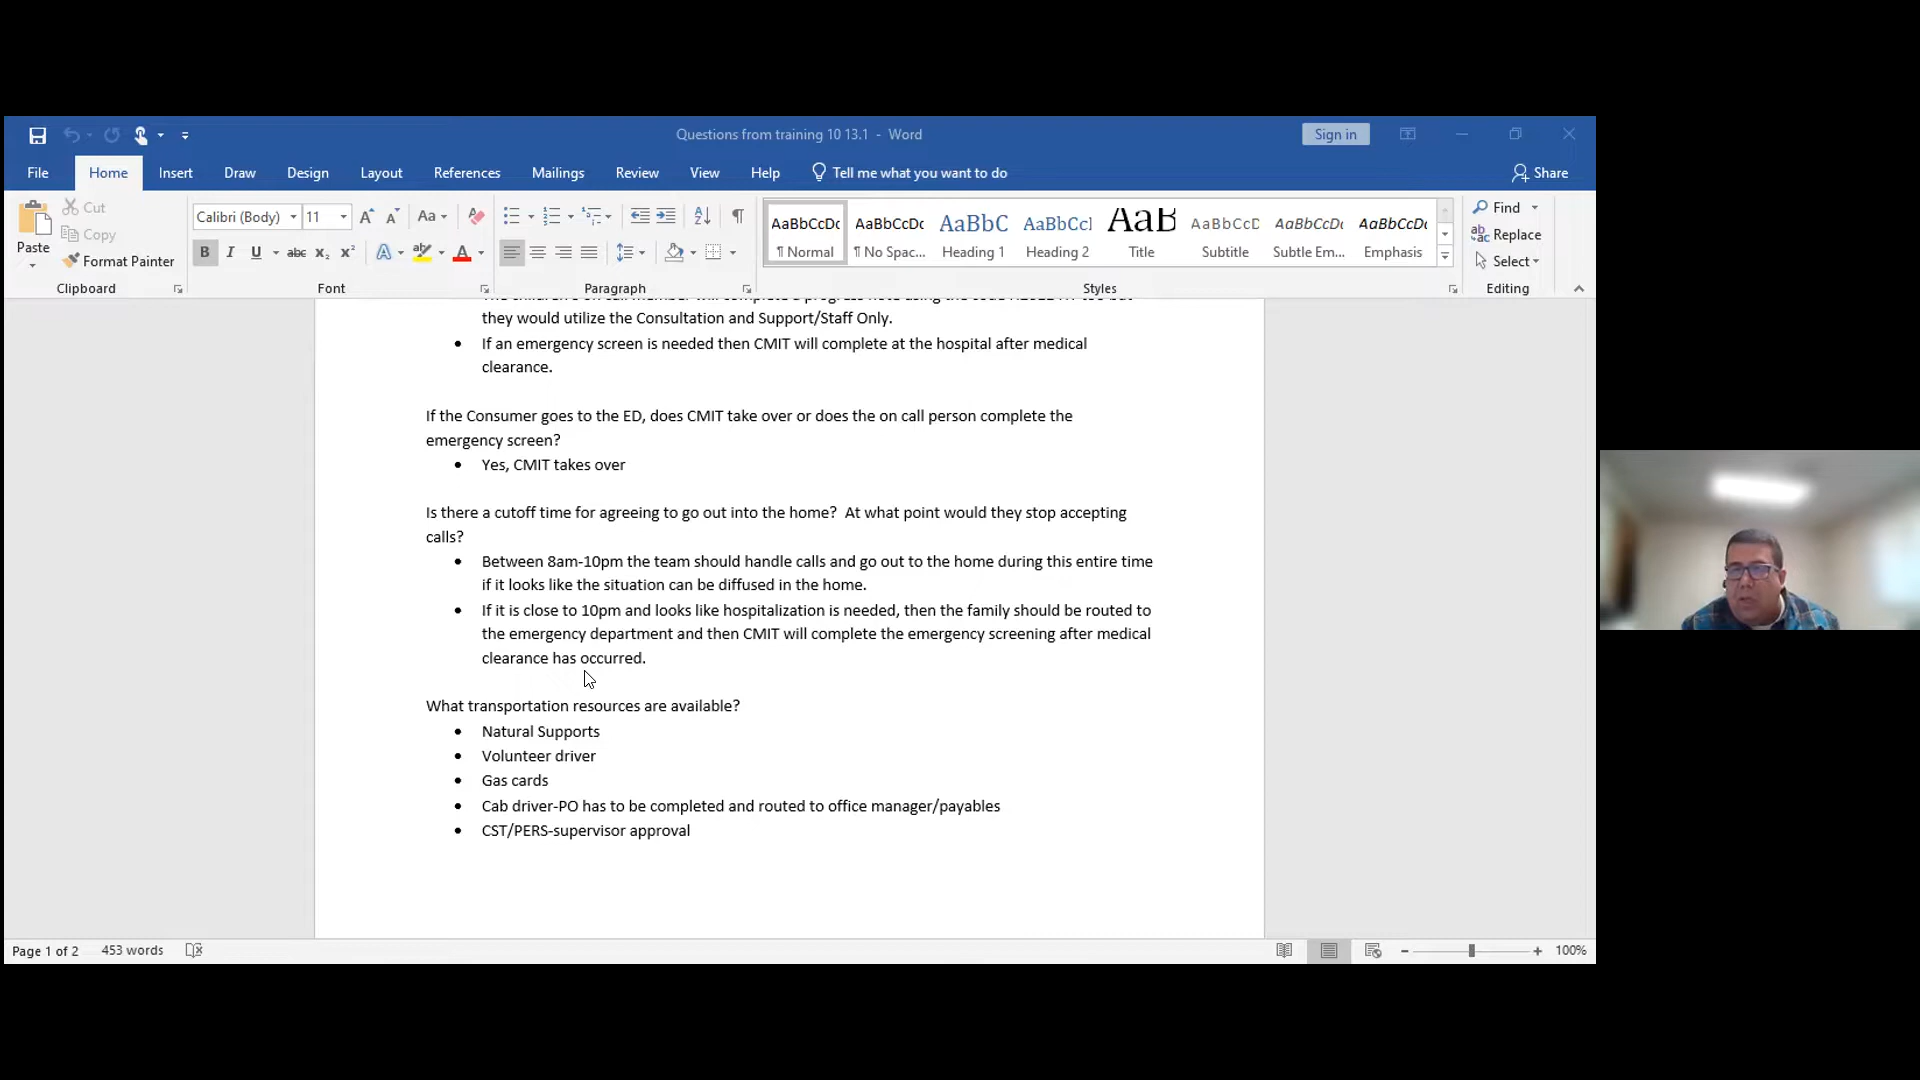 Questions from training 10 13.1 - Word
Sign in
File Home Insert Draw Design Layout References Mailings Review View Help Tell me what you want to do Share
Paste
Cut
Copy
Format Painter
Clipboard
Calibri (Body) 11
Aa
B I U abc x₂ x² A A
Font
Paragraph
AaBbCcDc AaBbCcDc AaBbC AaBbCcI AaB AaBbCcD AaBbCcDc AaBbCcDc
¶ Normal ¶ No Spac... Heading 1 Heading 2 Title Subtitle Subtle Em... Emphasis
Styles
Find
Replace
Select
Editing
they would utilize the Consultation and Support/Staff Only.
• If an emergency screen is needed then CMIT will complete at the hospital after medical
clearance.
If the Consumer goes to the ED, does CMIT take over or does the on call person complete the
emergency screen?
• Yes, CMIT takes over
Is there a cutoff time for agreeing to go out into the home? At what point would they stop accepting
calls?
• Between 8am-10pm the team should handle calls and go out to the home during this entire time
if it looks like the situation can be diffused in the home.
• If it is close to 10pm and looks like hospitalization is needed, then the family should be routed to
the emergency department and then CMIT will complete the emergency screening after medical
clearance has occurred.
What transportation resources are available?
• Natural Supports
• Volunteer driver
• Gas cards
• Cab driver-PO has to be completed and routed to office manager/payables
• CST/PERS-supervisor approval
Page 1 of 2 453 words
100%